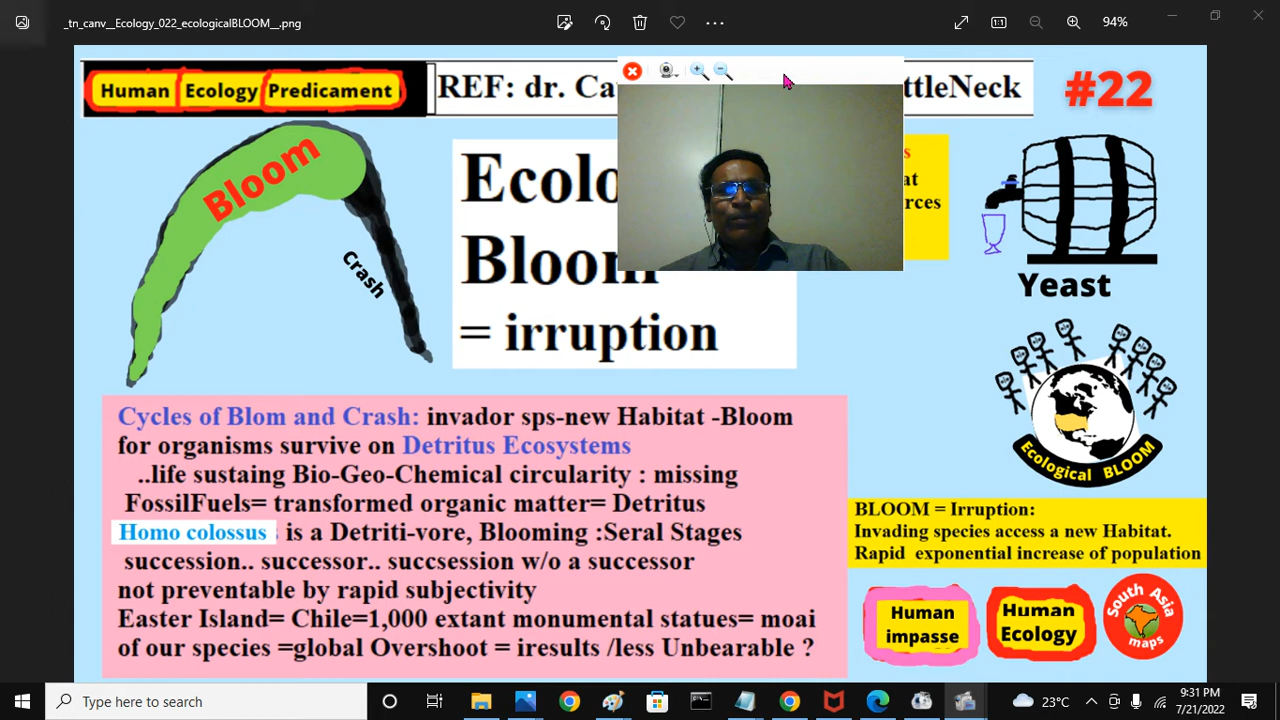 _tn_canv__Ecology_022_ecologicalBLOOM__.png
94%
Human Ecology Predicament
REF: dr. Ca
ttleNeck
#22
Bloom
Crash
Ecolo
Bloom
= irruption
s
at
rces
Yeast
Ecological BLOOM
Cycles of Blom and Crash: invador sps-new Habitat -Bloom
for organisms survive on Detritus Ecosystems
..life sustaing Bio-Geo-Chemical circularity : missing
FossilFuels= transformed organic matter= Detritus
Homo colossus is a Detriti-vore, Blooming :Seral Stages
succession.. successor.. succsession w/o a successor
not preventable by rapid subjectivity
Easter Island= Chile=1,000 extant monumental statues= moai
of our species =global Overshoot = iresults /less Unbearable ?
BLOOM = Irruption:
Invading species access a new Habitat.
Rapid exponential increase of population
Human
impasse
Human
Ecology
South Asia
maps
Type here to search
23°C
9:31 PM
7/21/2022